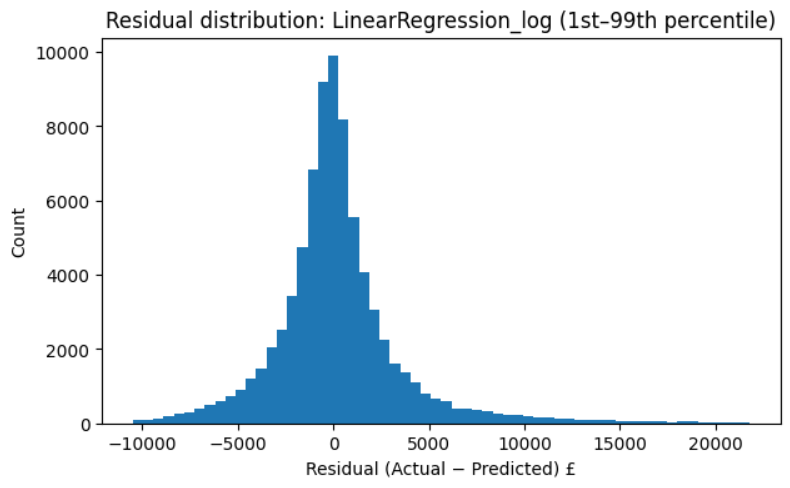 Residual distribution: LinearRegression_log (1st–99th percentile)
10000
8000
6000
4000
2000
0
Count
−10000 −5000 0 5000 10000 15000 20000
Residual (Actual − Predicted) £